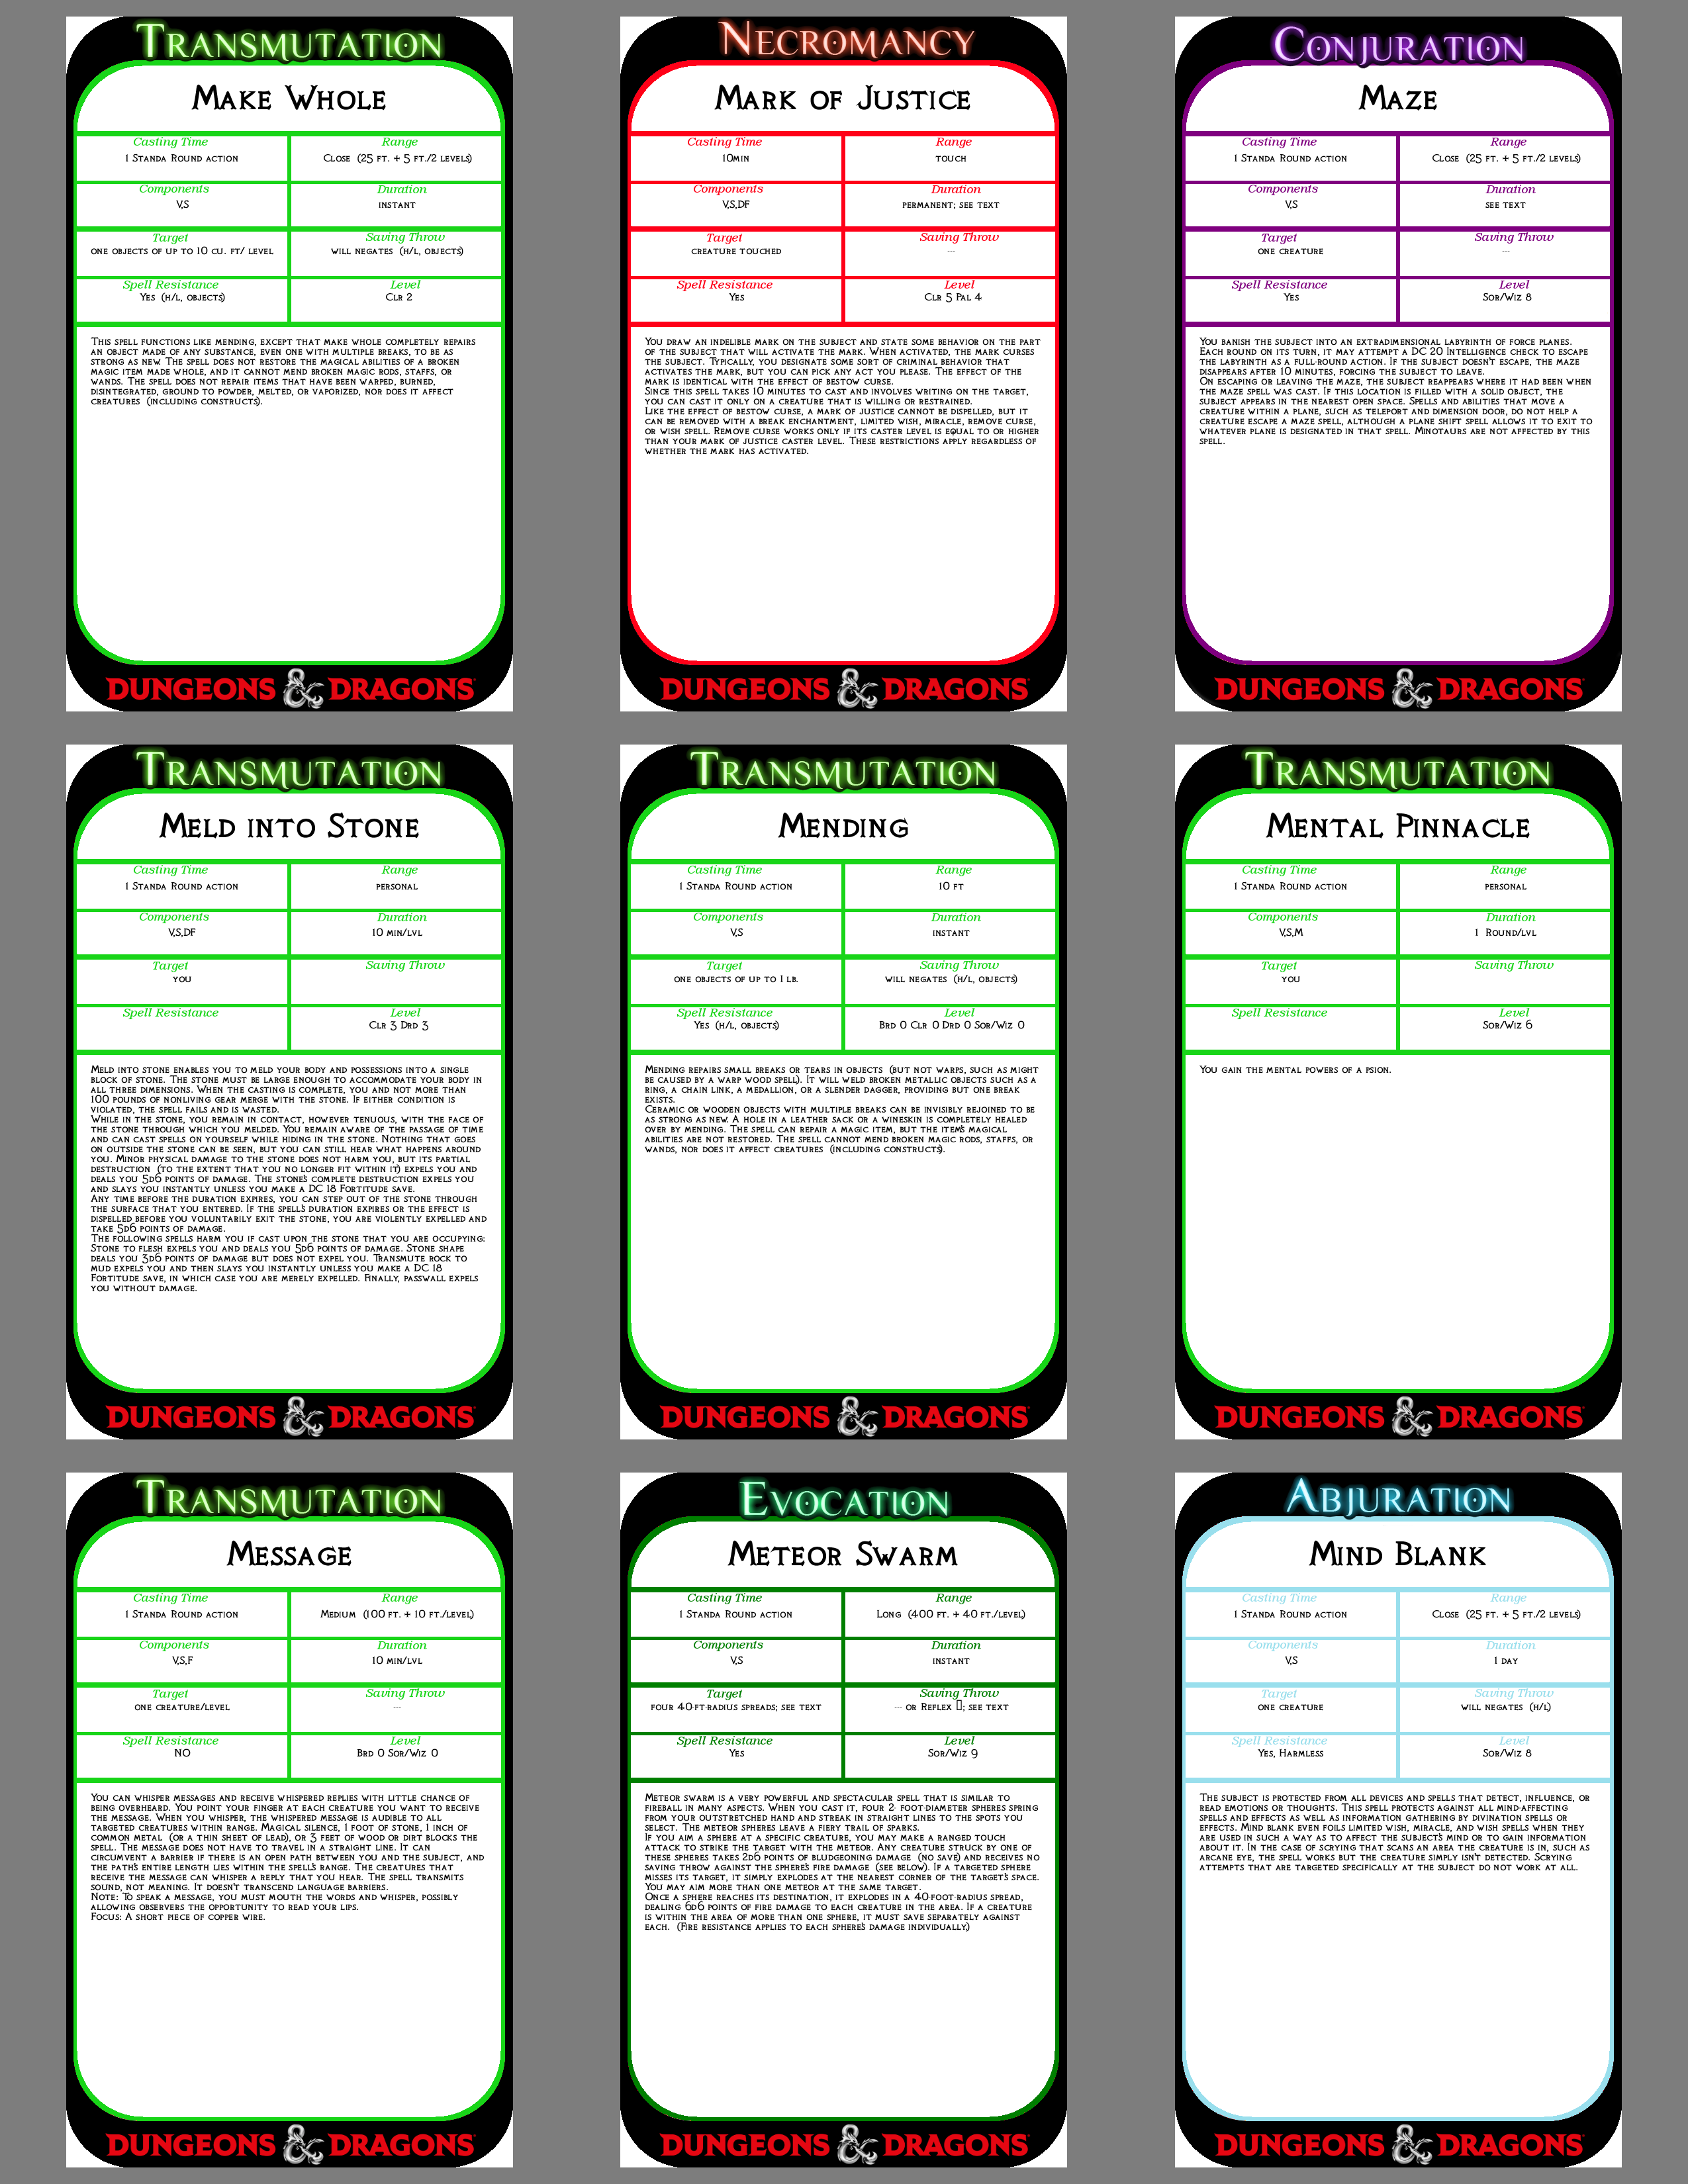 Transmutation
Make Whole
Casting Time
Range
1 Standa Round action
Close (25 ft. + 5 ft./2 levels)
Components
Duration
V,S
instant
Target
Saving Throw
one objects of up to 10 cu. ft/ level
will negates (h/l, objects)
Spell Resistance
Level
Yes (h/l, objects)
Clr 2
This spell functions like mending, except that make whole completely repairs
an object made of any substance, even one with multiple breaks, to be as
strong as new. The spell does not restore the magical abilities of a broken
magic item made whole, and it cannot mend broken magic rods, staffs, or
wands. The spell does not repair items that have been warped, burned,
disintegrated, ground to powder, melted, or vaporized, nor does it affect
creatures (including constructs).
DUNGEONS & DRAGONS
Necromancy
Mark of Justice
Casting Time
Range
10min
touch
Components
Duration
V,S,DF
permanent; see text
Target
Saving Throw
creature touched
---
Spell Resistance
Level
Yes
Clr 5 Pal 4
You draw an indelible mark on the subject and state some behavior on the part
of the subject that will activate the mark. When activated, the mark curses
the subject. Typically, you designate some sort of criminal behavior that
activates the mark, but you can pick any act you please. The effect of the
mark is identical with the effect of bestow curse.
Since this spell takes 10 minutes to cast and involves writing on the target,
you can cast it only on a creature that is willing or restrained.
Like the effect of bestow curse, a mark of justice cannot be dispelled, but it
can be removed with a break enchantment, limited wish, miracle, remove curse,
or wish spell. Remove curse works only if its caster level is equal to or higher
than your mark of justice caster level. These restrictions apply regardless of
whether the mark has activated.
DUNGEONS & DRAGONS
Conjuration
Maze
Casting Time
Range
1 Standa Round action
Close (25 ft. + 5 ft./2 levels)
Components
Duration
V,S
see text
Target
Saving Throw
one creature
---
Spell Resistance
Level
Yes
Sor/Wiz 8
You banish the subject into an extradimensional labyrinth of force planes.
Each round on its turn, it may attempt a DC 20 Intelligence check to escape
the labyrinth as a full-round action. If the subject doesn't escape, the maze
disappears after 10 minutes, forcing the subject to leave.
On escaping or leaving the maze, the subject reappears where it had been when
the maze spell was cast. If this location is filled with a solid object, the
subject appears in the nearest open space. Spells and abilities that move a
creature within a plane, such as teleport and dimension door, do not help a
creature escape a maze spell, although a plane shift spell allows it to exit to
whatever plane is designated in that spell. Minotaurs are not affected by this
spell.
DUNGEONS & DRAGONS
Transmutation
Meld into Stone
Casting Time
Range
1 Standa Round action
personal
Components
Duration
V,S,DF
10 min/lvl
Target
Saving Throw
you
Spell Resistance
Level
Clr 3 Drd 3
Meld into stone enables you to meld your body and possessions into a single
block of stone. The stone must be large enough to accommodate your body in
all three dimensions. When the casting is complete, you and not more than
100 pounds of nonliving gear merge with the stone. If either condition is
violated, the spell fails and is wasted.
While in the stone, you remain in contact, however tenuous, with the face of
the stone through which you melded. You remain aware of the passage of time
and can cast spells on yourself while hiding in the stone. Nothing that goes
on outside the stone can be seen, but you can still hear what happens around
you. Minor physical damage to the stone does not harm you, but its partial
destruction (to the extent that you no longer fit within it) expels you and
deals you 5d6 points of damage. The stone's complete destruction expels you
and slays you instantly unless you make a DC 18 Fortitude save.
Any time before the duration expires, you can step out of the stone through
the surface that you entered. If the spell's duration expires or the effect is
dispelled before you voluntarily exit the stone, you are violently expelled and
take 5d6 points of damage.
The following spells harm you if cast upon the stone that you are occupying:
Stone to flesh expels you and deals you 5d6 points of damage. Stone shape
deals you 3d6 points of damage but does not expel you. Transmute rock to
mud expels you and then slays you instantly unless you make a DC 18
Fortitude save, in which case you are merely expelled. Finally, passwall expels
you without damage.
DUNGEONS & DRAGONS
Transmutation
Mending
Casting Time
Range
1 Standa Round action
10 ft
Components
Duration
V,S
instant
Target
Saving Throw
one objects of up to 1 lb.
will negates (h/l, objects)
Spell Resistance
Level
Yes (h/l, objects)
Brd 0 Clr 0 Drd 0 Sor/Wiz 0
Mending repairs small breaks or tears in objects (but not warps, such as might
be caused by a warp wood spell). It will weld broken metallic objects such as a
ring, a chain link, a medallion, or a slender dagger, providing but one break
exists.
Ceramic or wooden objects with multiple breaks can be invisibly rejoined to be
as strong as new. A hole in a leather sack or a wineskin is completely healed
over by mending. The spell can repair a magic item, but the item's magical
abilities are not restored. The spell cannot mend broken magic rods, staffs, or
wands, nor does it affect creatures (including constructs).
DUNGEONS & DRAGONS
Transmutation
Mental Pinnacle
Casting Time
Range
1 Standa Round action
personal
Components
Duration
V,S,M
1 Round/lvl
Target
Saving Throw
you
Spell Resistance
Level
Sor/Wiz 6
You gain the mental powers of a psion.
DUNGEONS & DRAGONS
Transmutation
Message
Casting Time
Range
1 Standa Round action
Medium (100 ft. + 10 ft./level)
Components
Duration
V,S,F
10 min/lvl
Target
Saving Throw
one creature/level
---
Spell Resistance
Level
NO
Brd 0 Sor/Wiz 0
You can whisper messages and receive whispered replies with little chance of
being overheard. You point your finger at each creature you want to receive
the message. When you whisper, the whispered message is audible to all
targeted creatures within range. Magical silence, 1 foot of stone, 1 inch of
common metal (or a thin sheet of lead), or 3 feet of wood or dirt blocks the
spell. The message does not have to travel in a straight line. It can
circumvent a barrier if there is an open path between you and the subject, and
the path's entire length lies within the spell's range. The creatures that
receive the message can whisper a reply that you hear. The spell transmits
sound, not meaning. It doesn't transcend language barriers.
Note: To speak a message, you must mouth the words and whisper, possibly
allowing observers the opportunity to read your lips.
Focus: A short piece of copper wire.
DUNGEONS & DRAGONS
Evocation
Meteor Swarm
Casting Time
Range
1 Standa Round action
Long (400 ft. + 40 ft./level)
Components
Duration
V,S
instant
Target
Saving Throw
four 40-ft-radius spreads; see text
--- or Reflex ▯; see text
Spell Resistance
Level
Yes
Sor/Wiz 9
Meteor swarm is a very powerful and spectacular spell that is similar to
fireball in many aspects. When you cast it, four 2- foot-diameter spheres spring
from your outstretched hand and streak in straight lines to the spots you
select. The meteor spheres leave a fiery trail of sparks.
If you aim a sphere at a specific creature, you may make a ranged touch
attack to strike the target with the meteor. Any creature struck by one of
these spheres takes 2d6 points of bludgeoning damage (no save) and receives no
saving throw against the sphere's fire damage (see below). If a targeted sphere
misses its target, it simply explodes at the nearest corner of the target's space.
You may aim more than one meteor at the same target.
Once a sphere reaches its destination, it explodes in a 40-foot-radius spread,
dealing 6d6 points of fire damage to each creature in the area. If a creature
is within the area of more than one sphere, it must save separately against
each. (Fire resistance applies to each sphere's damage individually.)
DUNGEONS & DRAGONS
Abjuration
Mind Blank
Casting Time
Range
1 Standa Round action
Close (25 ft. + 5 ft./2 levels)
Components
Duration
V,S
1 day
Target
Saving Throw
one creature
will negates (h/l)
Spell Resistance
Level
Yes, Harmless
Sor/Wiz 8
The subject is protected from all devices and spells that detect, influence, or
read emotions or thoughts. This spell protects against all mind-affecting
spells and effects as well as information gathering by divination spells or
effects. Mind blank even foils limited wish, miracle, and wish spells when they
are used in such a way as to affect the subject's mind or to gain information
about it. In the case of scrying that scans an area the creature is in, such as
arcane eye, the spell works but the creature simply isn't detected. Scrying
attempts that are targeted specifically at the subject do not work at all.
DUNGEONS & DRAGONS